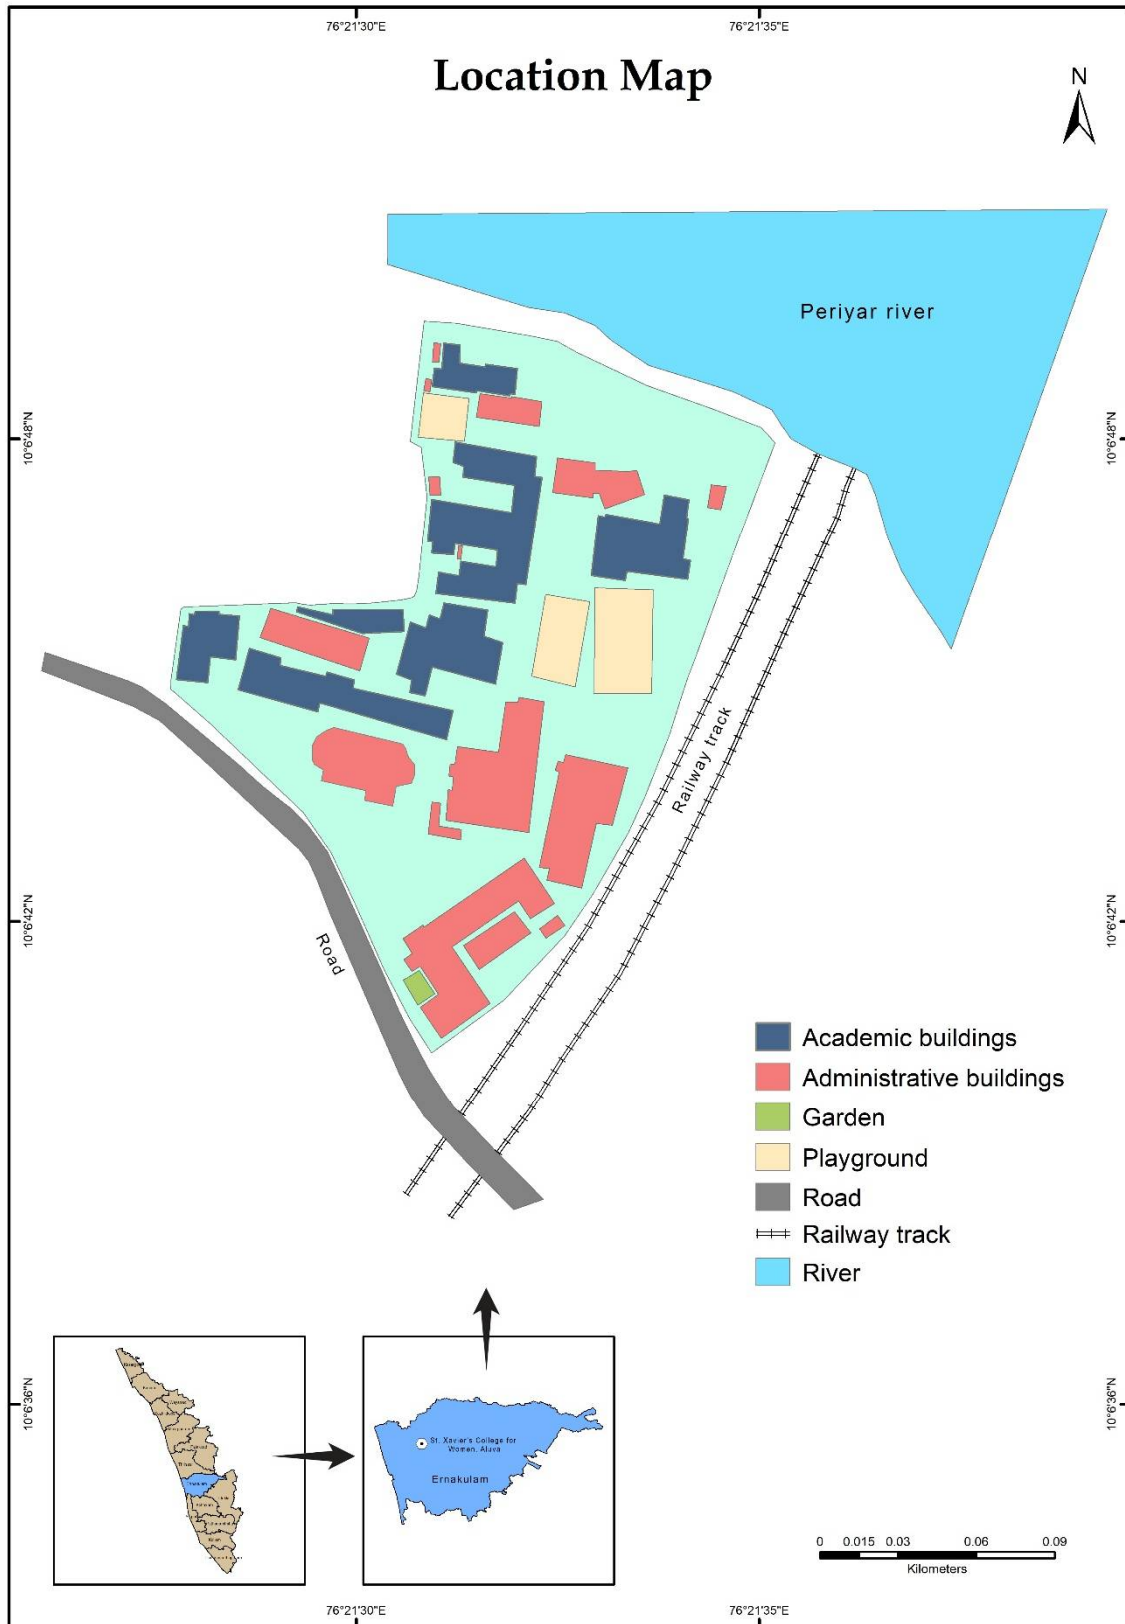 76°21'30"E
76°21'35"E
Location Map
N
Periyar river
10°6'48"N
10°6'48"N
Railway track
10°6'42"N
10°6'42"N
Road
Academic buildings
Administrative buildings
Garden
Playground
Road
Railway track
River
10°6'36"N
10°6'36"N
St. Xavier's College for
Women, Aluva
Ernakulam
0 0.015 0.03 0.06 0.09
Kilometers
76°21'30"E
76°21'35"E